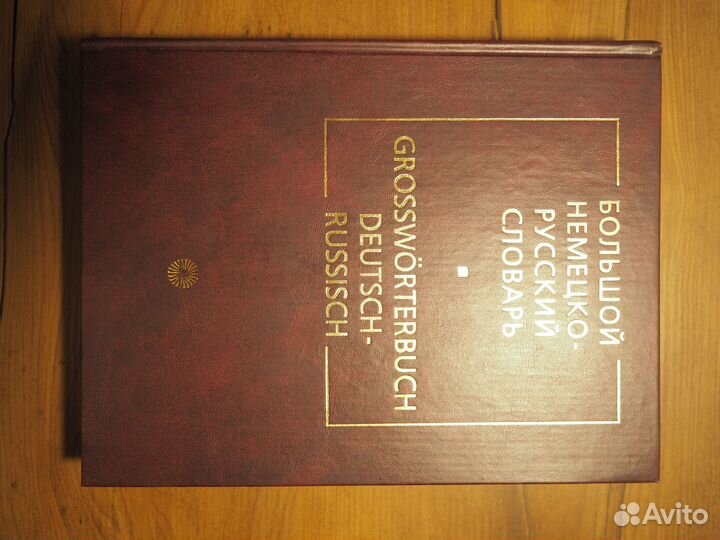 БОЛЬШОЙ
НЕМЕЦКО-
РУССКИЙ
СЛОВАРЬ
GROSSWÖRTERBUCH
DEUTSCH-
RUSSISCH
Avito